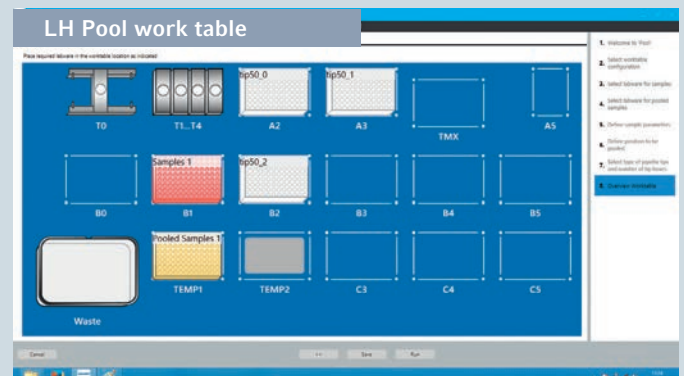 LH Pool work table
Place required labware in the worktable location as indicated
1. Welcome to 'Pool'
2. Select worktable
configuration
3. Select labware for samples
4. Select labware for pooled
samples
5. Define sample parameters
6. Define position to be
pooled
7. Select type of pipette tips
and number of tip boxes
8. Overview Worktable
tip50_0
tip50_1
T0
T1...T4
A2
A3
TMX
A5
Samples 1
tip50_2
B0
B1
B2
B3
B4
B5
Pooled Samples 1
Waste
TEMP1
TEMP2
C3
C4
C5
Cancel
<<
Save
Run